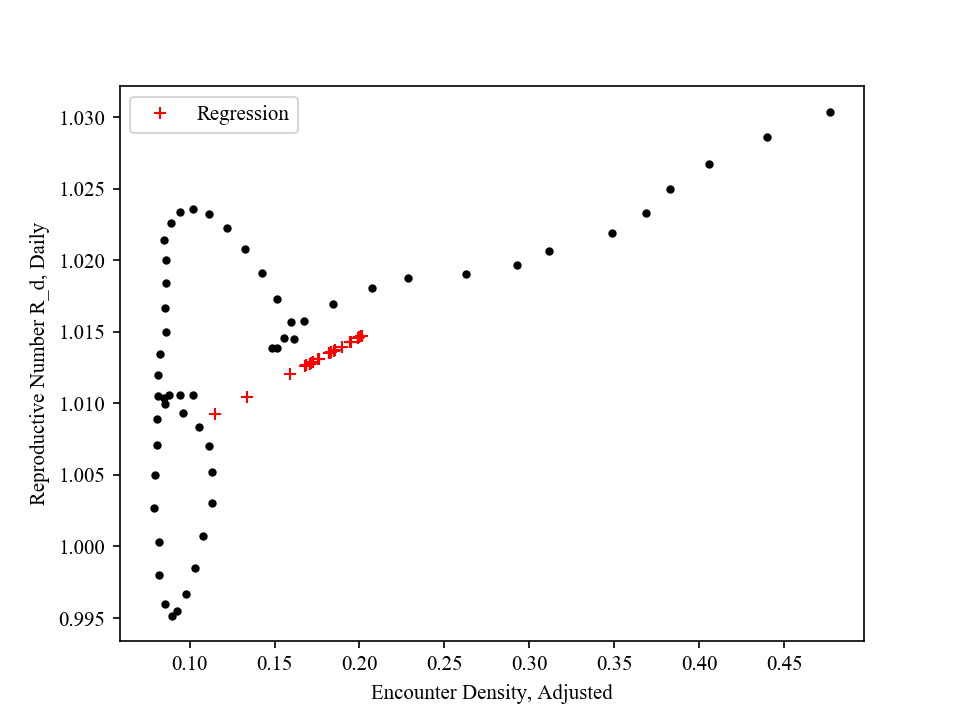 Regression
Reproductive Number R_d, Daily
1.030
1.025
1.020
1.015
1.010
1.005
1.000
0.995
0.10 0.15 0.20 0.25 0.30 0.35 0.40 0.45
Encounter Density, Adjusted